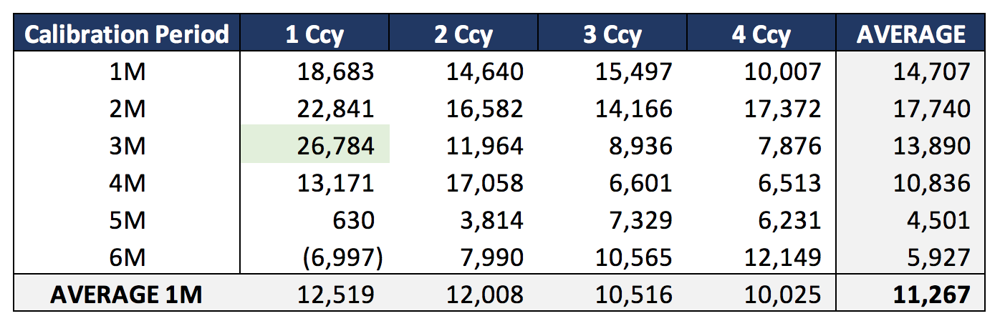 Calibration Period 1 Ccy 2 Ccy 3 Ccy 4 Ccy AVERAGE
1M 18,683 14,640 15,497 10,007 14,707
2M 22,841 16,582 14,166 17,372 17,740
3M 26,784 11,964 8,936 7,876 13,890
4M 13,171 17,058 6,601 6,513 10,836
5M 630 3,814 7,329 6,231 4,501
6M (6,997) 7,990 10,565 12,149 5,927
AVERAGE 1M 12,519 12,008 10,516 10,025 11,267